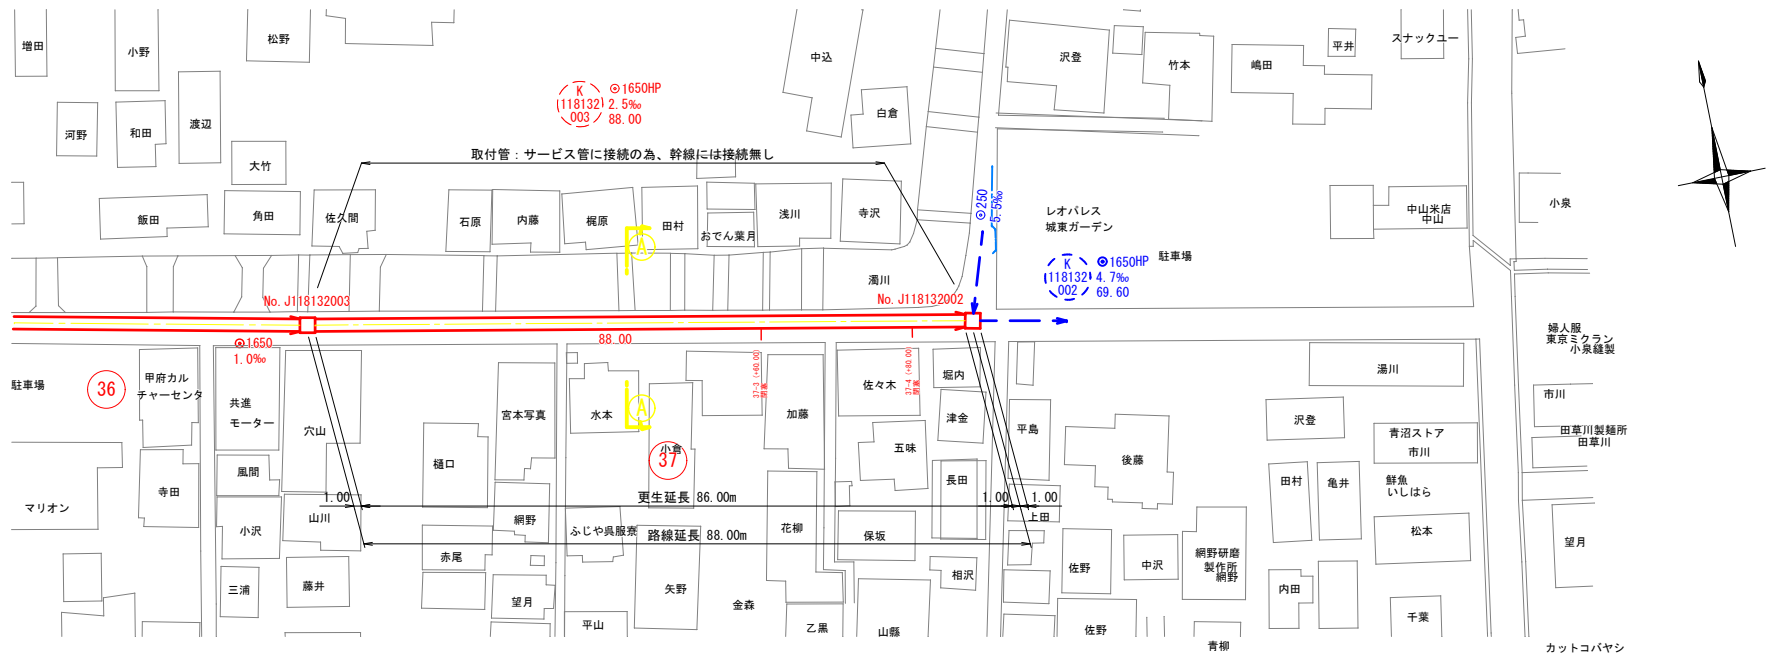 増田
小野
松野
中込
沢登
竹本
嶋田
平井
スナックユー
K
118132
003
◎1650HP
2.5‰
88.00
河野
和田
渡辺
大竹
白倉
取付管：サービス管に接続の為、幹線には接続無し
飯田
角田
佐久間
石原
内藤
梶原
田村
おでん葉月
浅川
寺沢
◎250
5.5‰
レオパレス
城東ガーデン
中山米店
中山
小泉
A
濁川
K
118132
002
◎1650HP
4.7‰
69.60
駐車場
No. J118132003
No. J118132002
◎1650
1.0‰
88.00
37-3 (+60.00)
閉塞
37-4 (+80.00)
閉塞
婦人服
東京ミクラン
小泉縫製
駐車場
36
甲府カル
チャーセンタ
共進
モーター
穴山
宮本写真
水本
A
小倉
37
加藤
佐々木
堀内
津金
平島
湯川
市川
沢登
青沼ストア
市川
田草川製麺所
田草川
風間
樋口
五味
後藤
寺田
マリオン
小沢
山川
網野
長田
田村
亀井
鮮魚
いしはら
1.00
更生延長 86.00m
1.00
1.00
上田
ふじや呉服寮
路線延長 88.00m
花柳
保坂
松本
望月
赤尾
三浦
藤井
望月
矢野
金森
相沢
佐野
中沢
網野研磨
製作所
網野
内田
平山
乙黒
山縣
佐野
青柳
千葉
カットコバヤシ